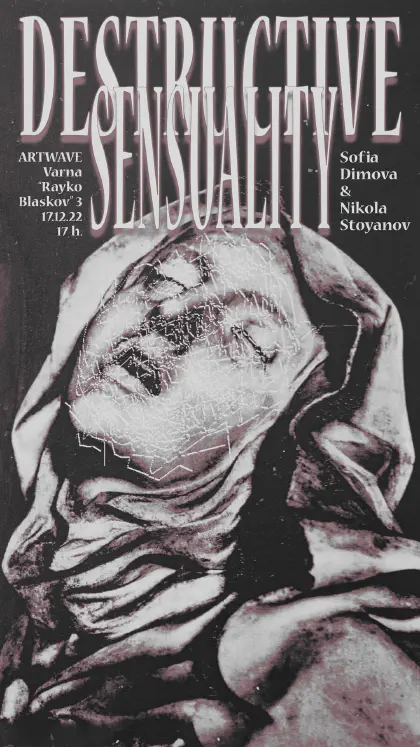 DESTRUCTIVE
SENSUALITY
ARTWAVE
Varna
"Rayko
Blaskov" 3
17.12.22
17 h.
Sofia
Dimova
&
Nikola
Stoyanov